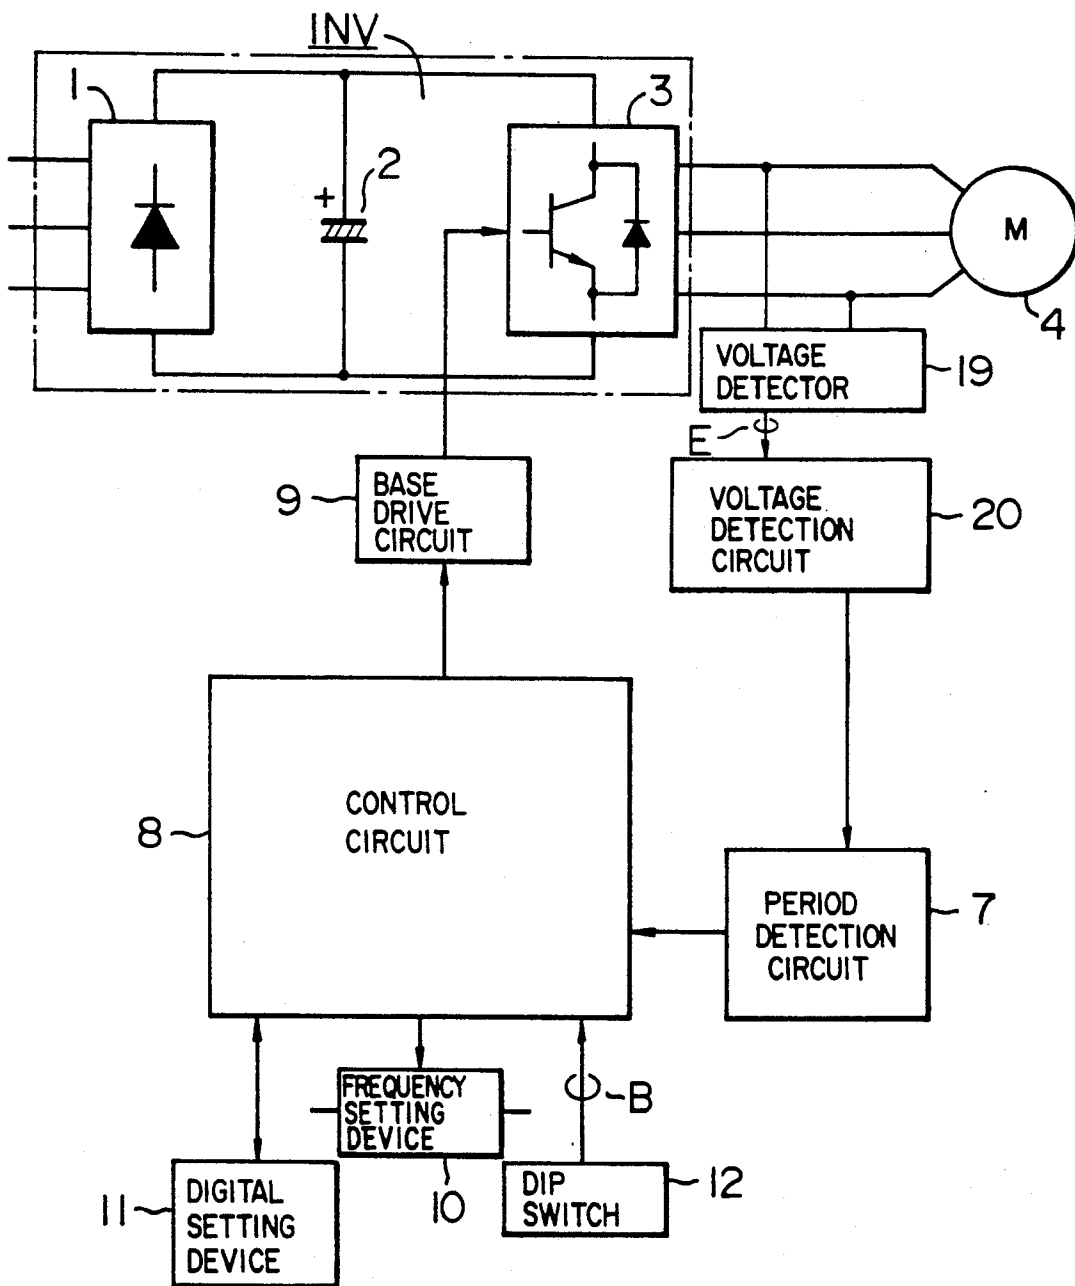 INV
1
2
+
3
M
4
VOLTAGE
DETECTOR
19
E
BASE
DRIVE
CIRCUIT
9
VOLTAGE
DETECTION
CIRCUIT
20
CONTROL
CIRCUIT
8
PERIOD
DETECTION
CIRCUIT
7
FREQUENCY
SETTING
DEVICE
10
B
DIGITAL
SETTING
DEVICE
11
DIP
SWITCH
12